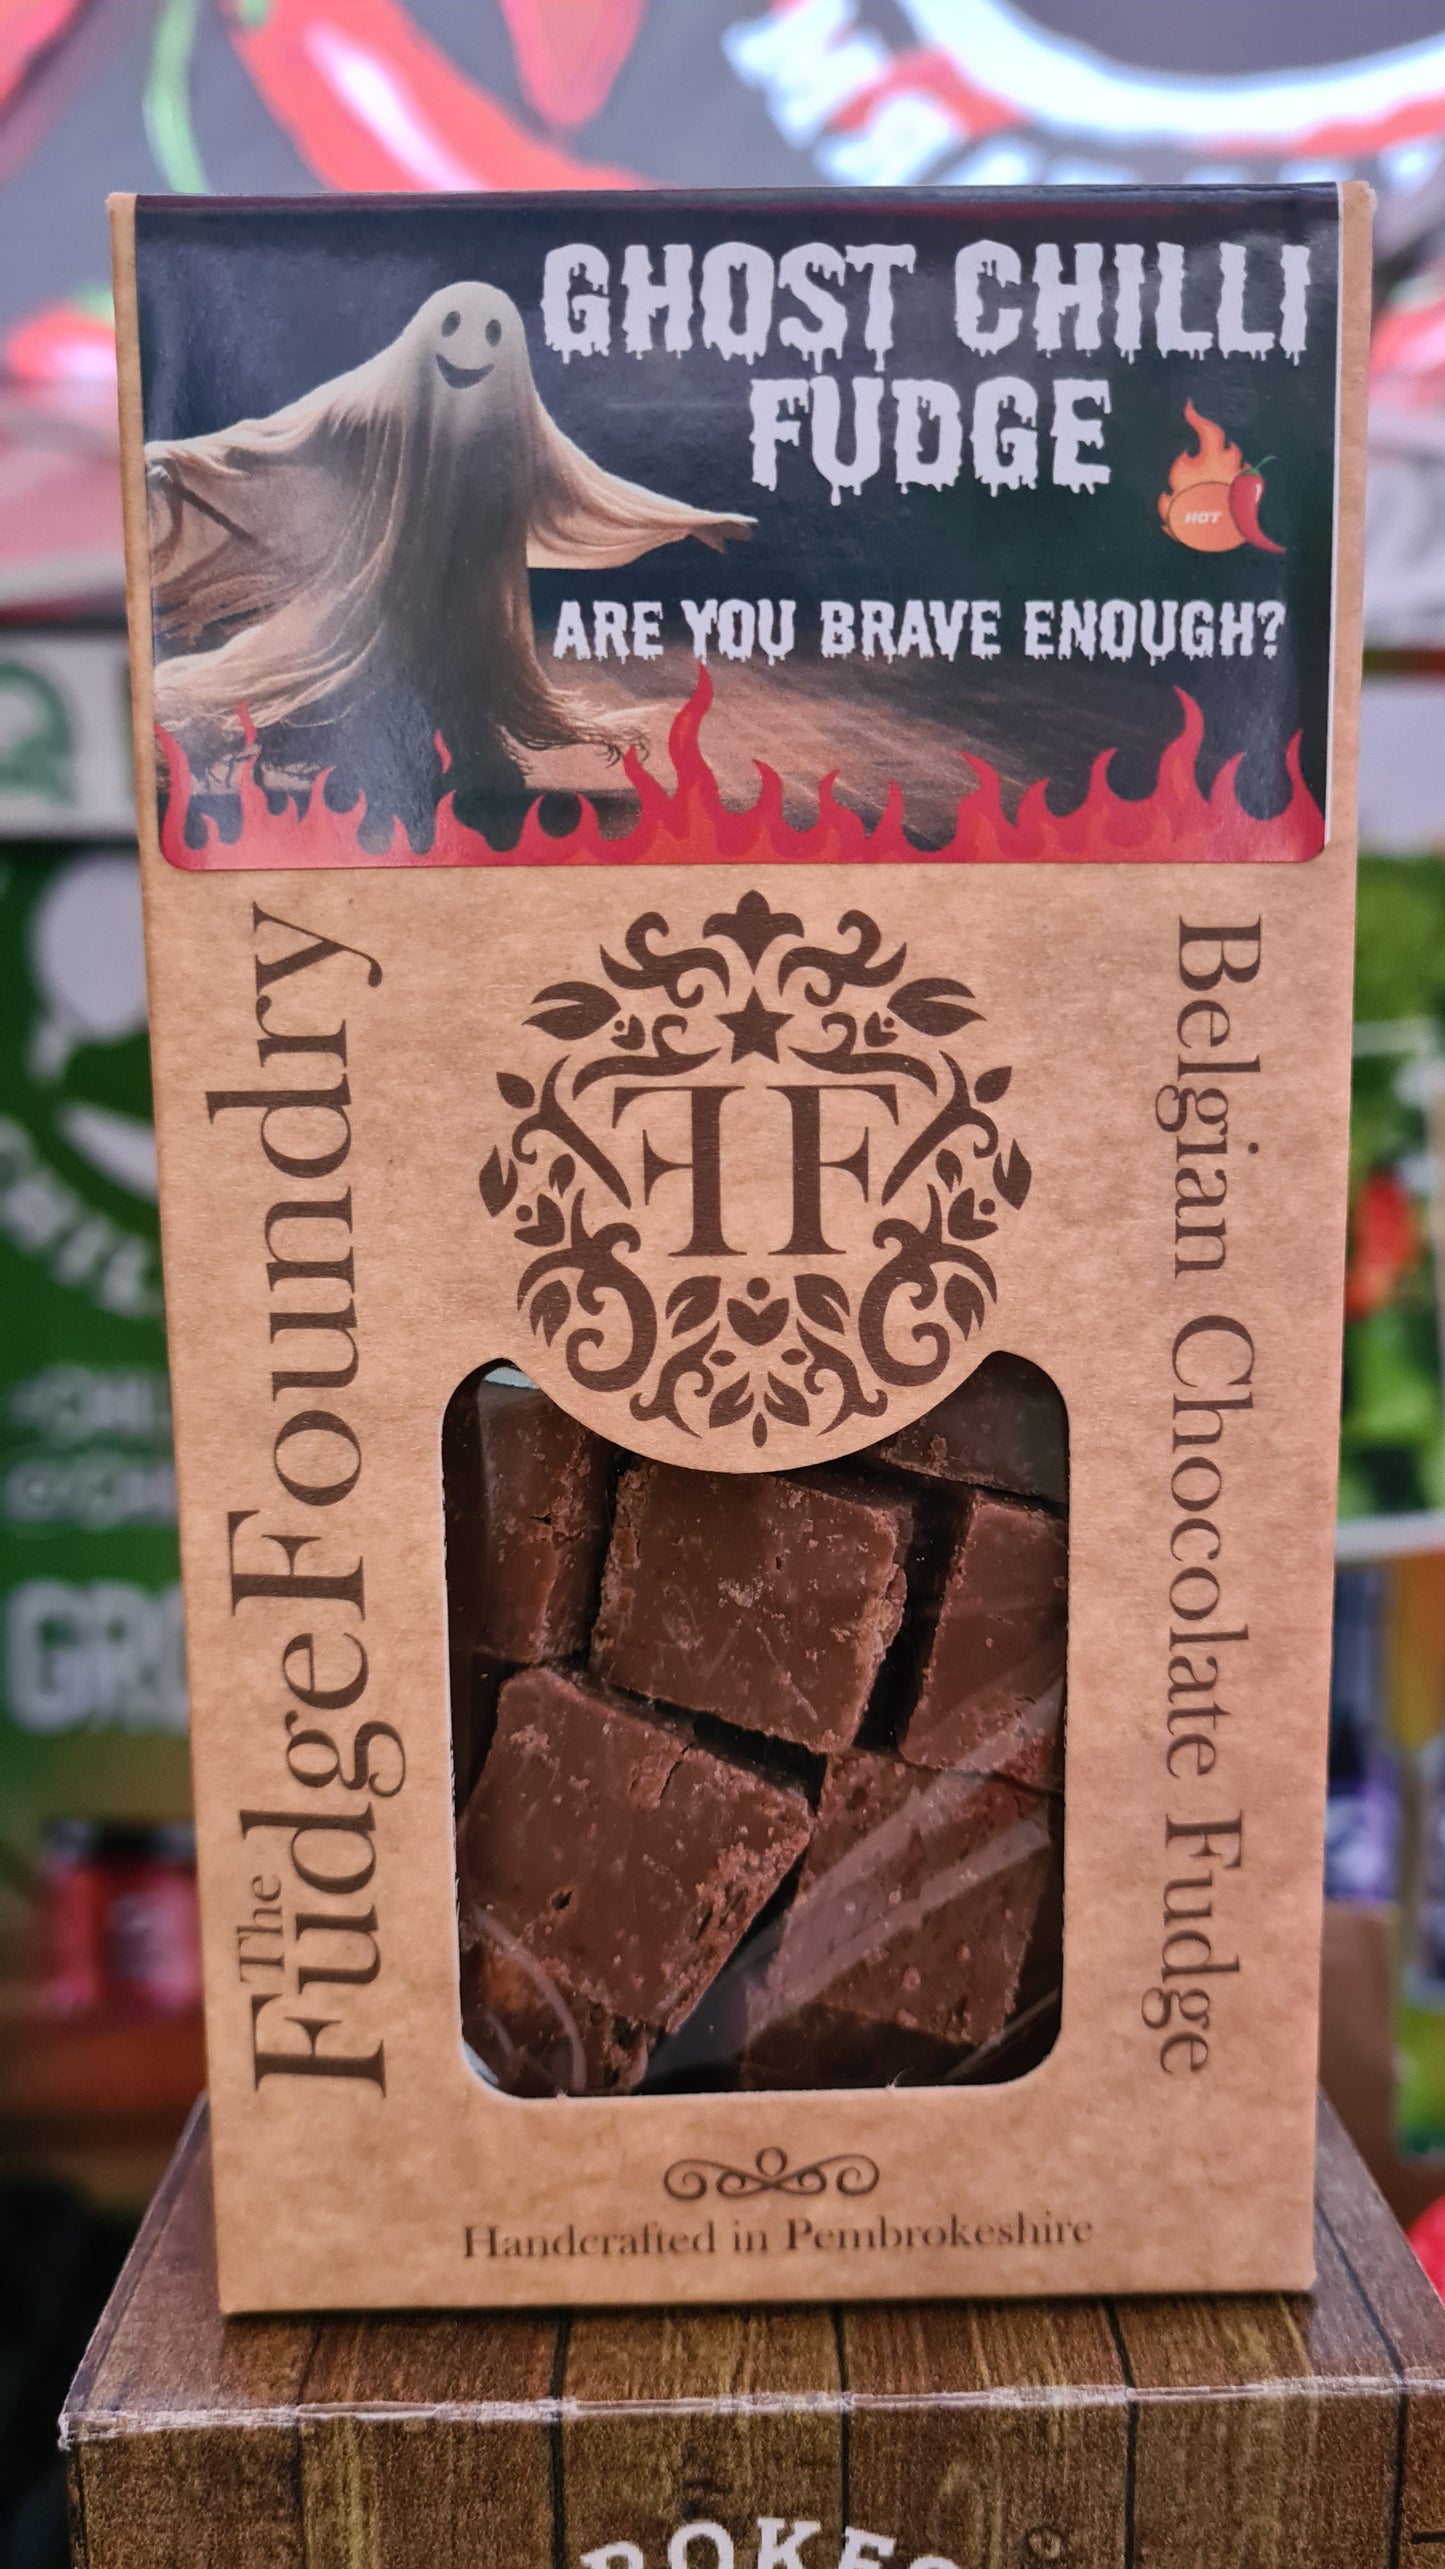 GHOST CHILLI
FUDGE
HOT
ARE YOU BRAVE ENOUGH?
The
Fudge Foundry
FF
Belgian Chocolate Fudge
Handcrafted in Pembrokeshire